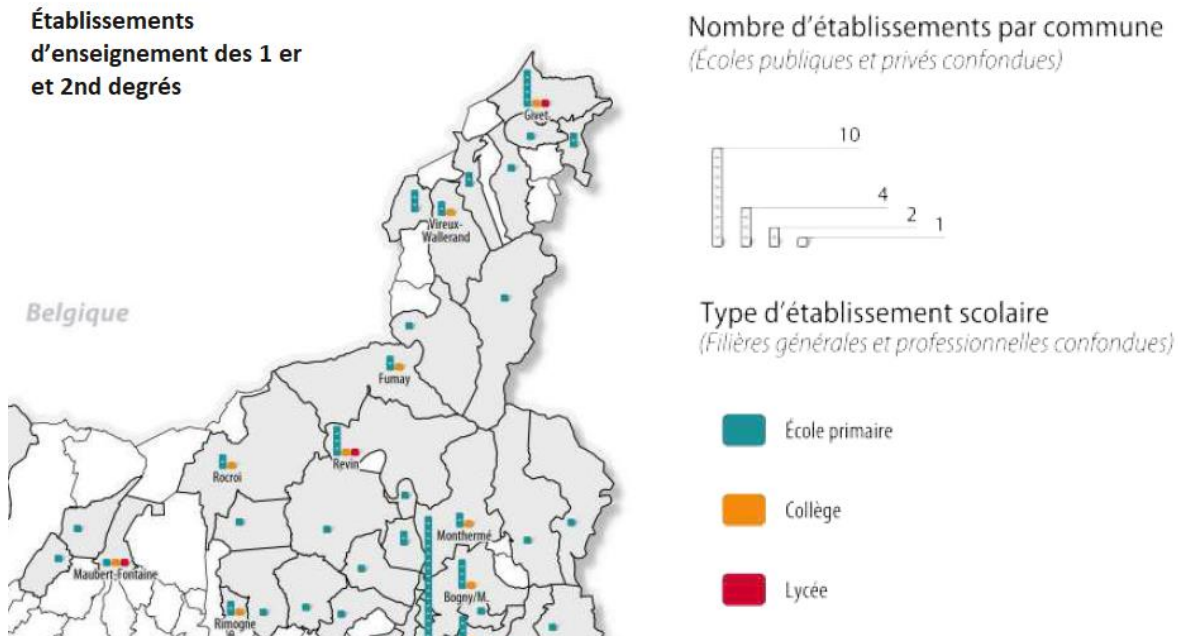 Établissements
d'enseignement des 1 er
et 2nd degrés
Nombre d'établissements par commune
(Écoles publiques et privés confondues)
10
4
2
1
Type d'établissement scolaire
(Filières générales et professionnelles confondues)
École primaire
Collège
Lycée
Belgique
Givet
Vireux-
Wallerand
Fumay
Revin
Rocroi
Monthermé
Maubert-Fontaine
Bogny/M.
Rimogne